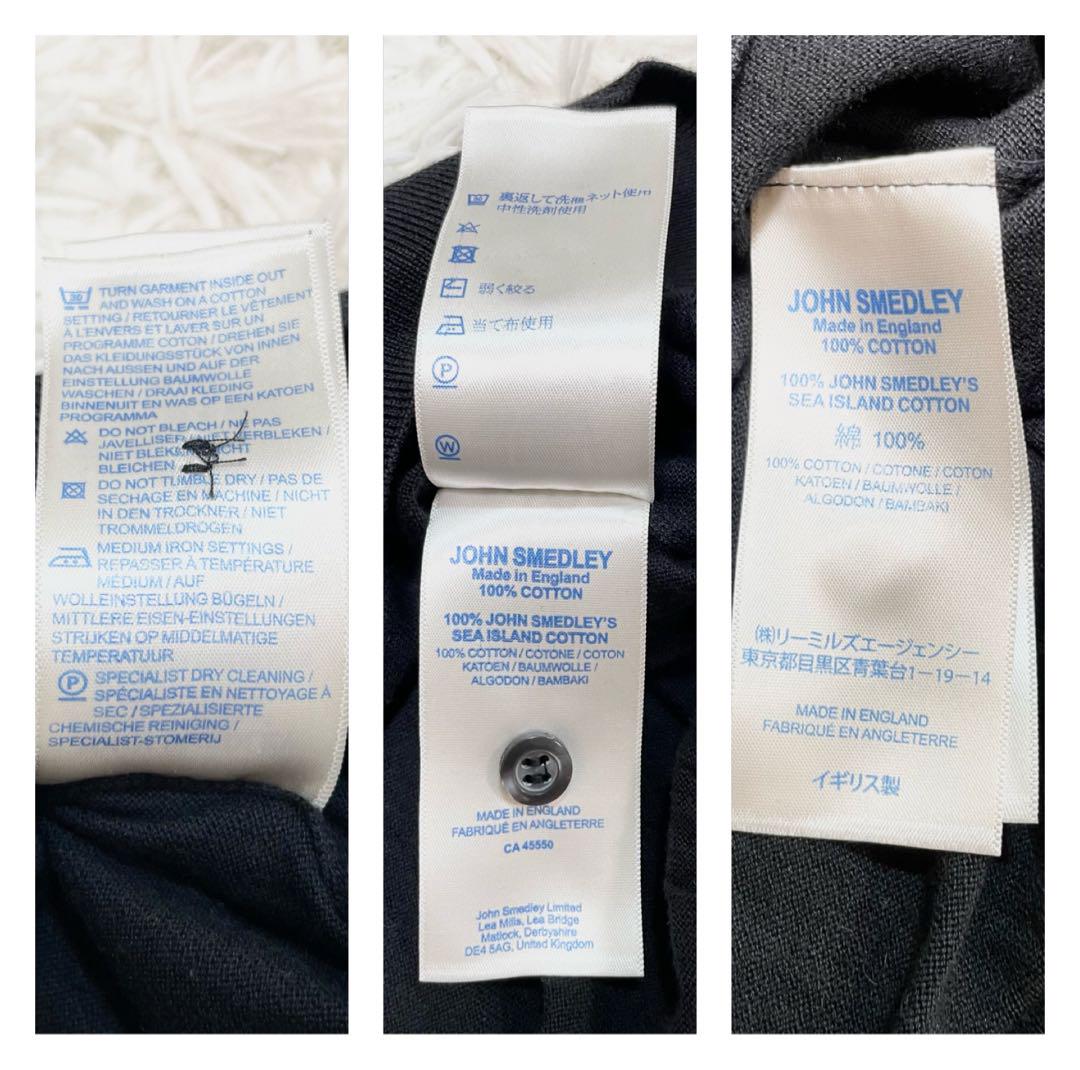 30
TURN GARMENT INSIDE OUT
AND WASH ON A COTTON
SETTING / RETOURNER LE VÊTEMENT
À L'ENVERS ET LAVER SUR UN
PROGRAMME COTON / DREHEN SIE
DAS KLEIDUNGSSTÜCK VON INNEN
NACH AUSSEN UND AUF DER
EINSTELLUNG BAUMWOLLE
WASCHEN / DRAAI KLEDING
BINNENUIT EN WAS OP EEN KATOEN
PROGRAMMA
DO NOT BLEACH / NE PAS
JAVELLISER / NIET VERBLEKEN /
NIET BLEKEN
BLEICHEN
DO NOT TUMBLE DRY / PAS DE
SECHAGE EN MACHINE / NICHT
IN DEN TROCKNER / NIET
TROMMELDROGEN
MEDIUM IRON SETTINGS /
REPASSER À TEMPÉRATURE
MEDIUM / AUF
WOLLEINSTELLUNG BÜGELN /
MITTLERE EISEN-EINSTELLUNGEN
STRIJKEN OP MIDDELMATIGE
TEMPERATUUR
P SPECIALIST DRY CLEANING /
SPÉCIALISTE EN NETTOYAGE À
SEC / SPEZIALISIERTE
CHEMISCHE REINIGUNG /
SPECIALIST-STOMERIJ
30 裏返して洗濯ネット使用
中性洗剤使用
弱く絞る
当て布使用
P
W
JOHN SMEDLEY
Made in England
100% COTTON
100% JOHN SMEDLEY'S
SEA ISLAND COTTON
100% COTTON / COTONE / COTON
KATOEN / BAUMWOLLE /
ALGODON / BAMBAKI
MADE IN ENGLAND
FABRIQUÉ EN ANGLETERRE
CA 45550
John Smedley Limited
Lea Mills, Lea Bridge
Matlock, Derbyshire
DE4 5AG, United Kingdom
JOHN SMEDLEY
Made in England
100% COTTON
100% JOHN SMEDLEY'S
SEA ISLAND COTTON
綿 100%
100% COTTON / COTONE / COTON
KATOEN / BAUMWOLLE /
ALGODON / BAMBAKI
㈱リーミルズエージェンシー
東京都目黒区青葉台1-19-14
MADE IN ENGLAND
FABRIQUÉ EN ANGLETERRE
イギリス製